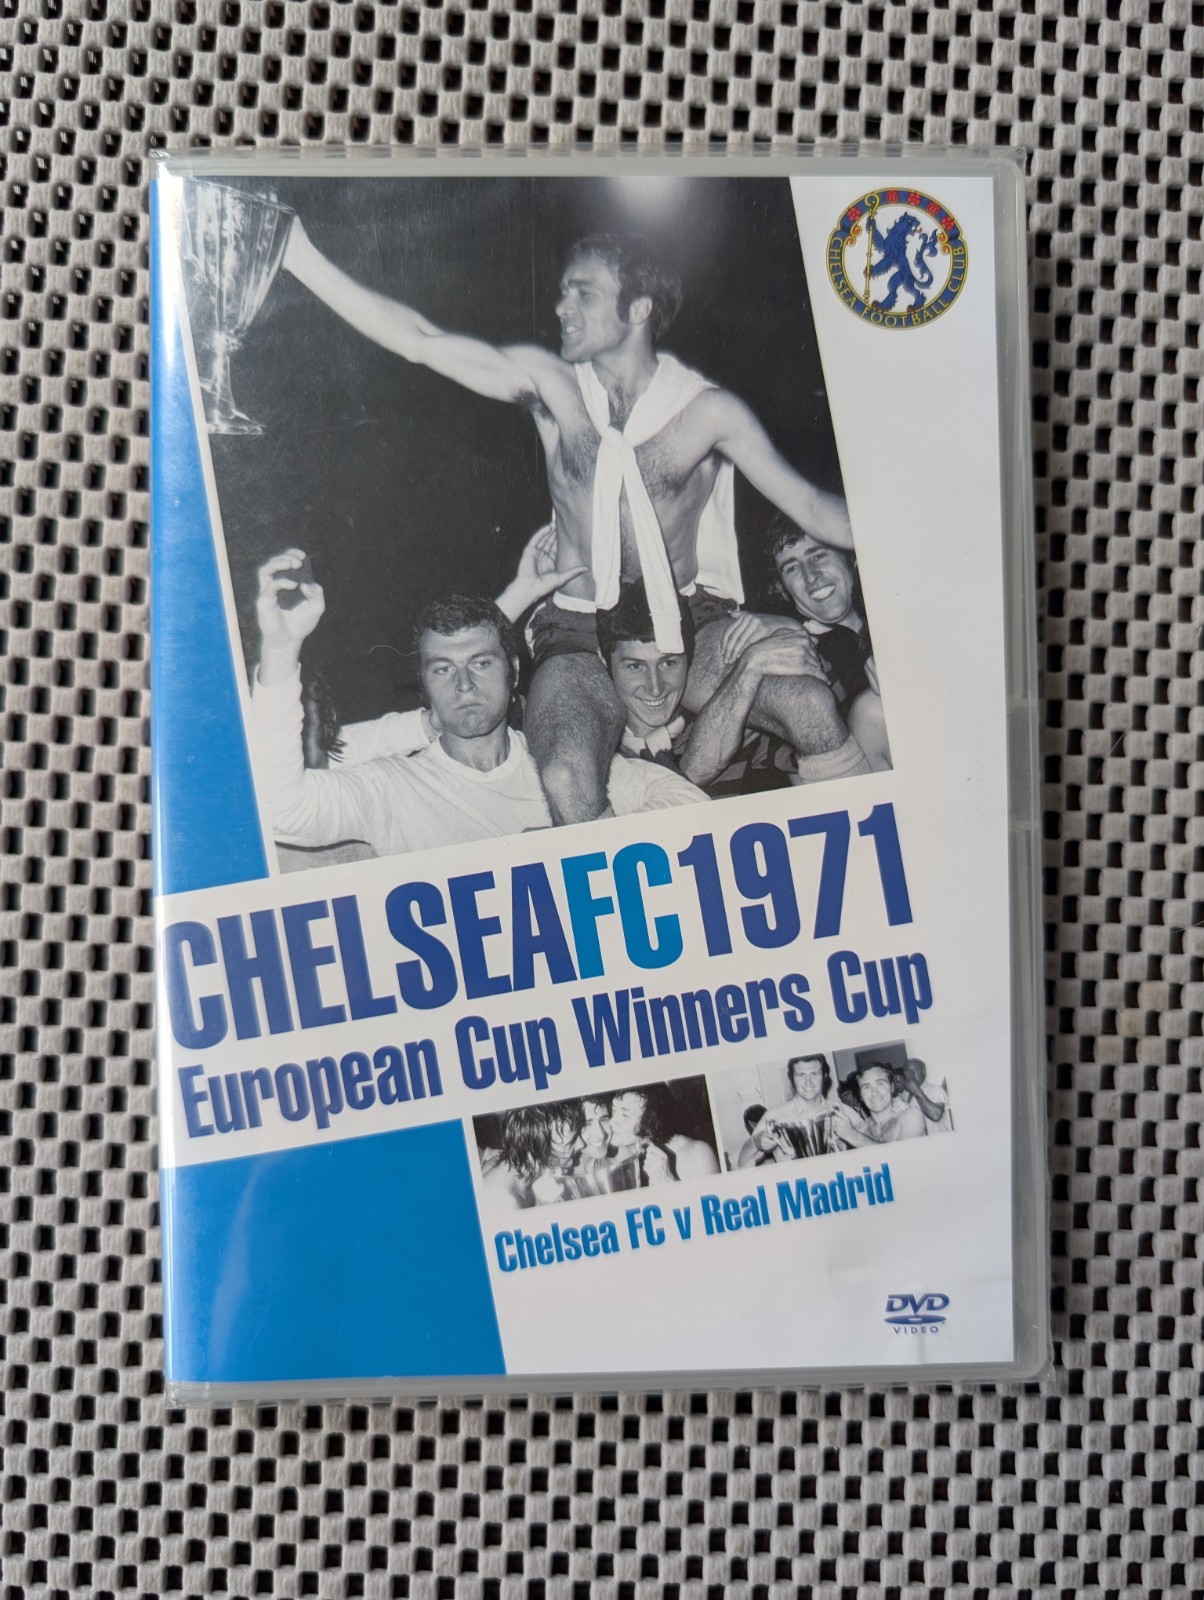 CHELSEA FOOTBALL CLUB
CHELSEAFC1971
European Cup Winners Cup
Chelsea FC v Real Madrid
DVD
VIDEO